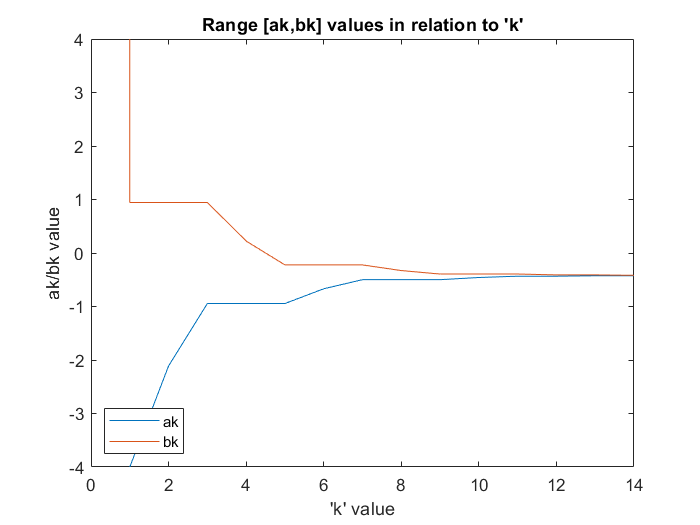 Range [ak,bk] values in relation to 'k'
4
3
2
1
0
-1
-2
-3
-4
ak/bk value
ak
bk
0 2 4 6 8 10 12 14
'k' value